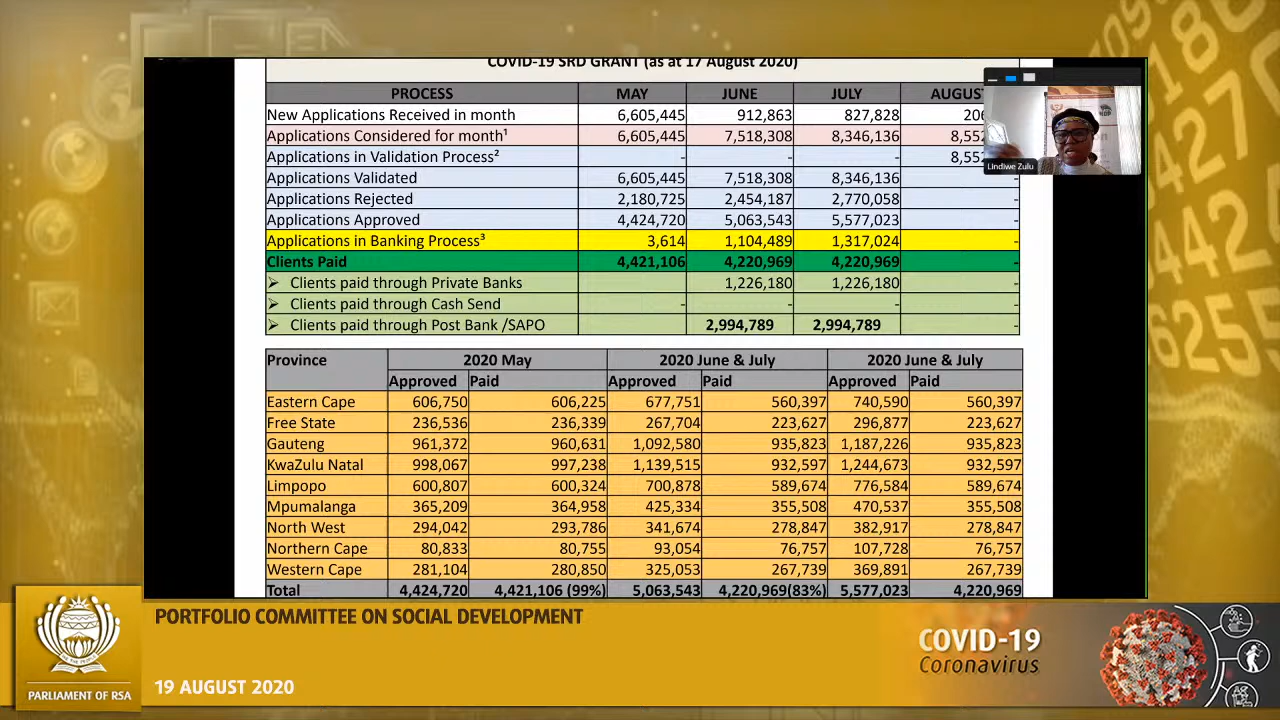 COVID-19 SRD GRANT (as at 17 August 2020)
PROCESS MAY JUNE JULY AUGUST
New Applications Received in month 6,605,445 912,863 827,828
Applications Considered for month¹ 6,605,445 7,518,308 8,346,136
Applications in Validation Process² - - -
Applications Validated 6,605,445 7,518,308 8,346,136 -
Applications Rejected 2,180,725 2,454,187 2,770,058 -
Applications Approved 4,424,720 5,063,543 5,577,023 -
Applications in Banking Process³ 3,614 1,104,489 1,317,024 -
Clients Paid 4,421,106 4,220,969 4,220,969 -
➢ Clients paid through Private Banks 1,226,180 1,226,180 -
➢ Clients paid through Cash Send - - - -
➢ Clients paid through Post Bank /SAPO 2,994,789 2,994,789 -
Lindiwe Zulu
Province 2020 May 2020 June & July 2020 June & July
Approved Paid Approved Paid Approved Paid
Eastern Cape 606,750 606,225 677,751 560,397 740,590 560,397
Free State 236,536 236,339 267,704 223,627 296,877 223,627
Gauteng 961,372 960,631 1,092,580 935,823 1,187,226 935,823
KwaZulu Natal 998,067 997,238 1,139,515 932,597 1,244,673 932,597
Limpopo 600,807 600,324 700,878 589,674 776,584 589,674
Mpumalanga 365,209 364,958 425,334 355,508 470,537 355,508
North West 294,042 293,786 341,674 278,847 382,917 278,847
Northern Cape 80,833 80,755 93,054 76,757 107,728 76,757
Western Cape 281,104 280,850 325,053 267,739 369,891 267,739
Total 4,424,720 4,421,106 (99%) 5,063,543 4,220,969(83%) 5,577,023 4,220,969
PORTFOLIO COMMITTEE ON SOCIAL DEVELOPMENT
19 AUGUST 2020
PARLIAMENT OF RSA
COVID-19
Coronavirus